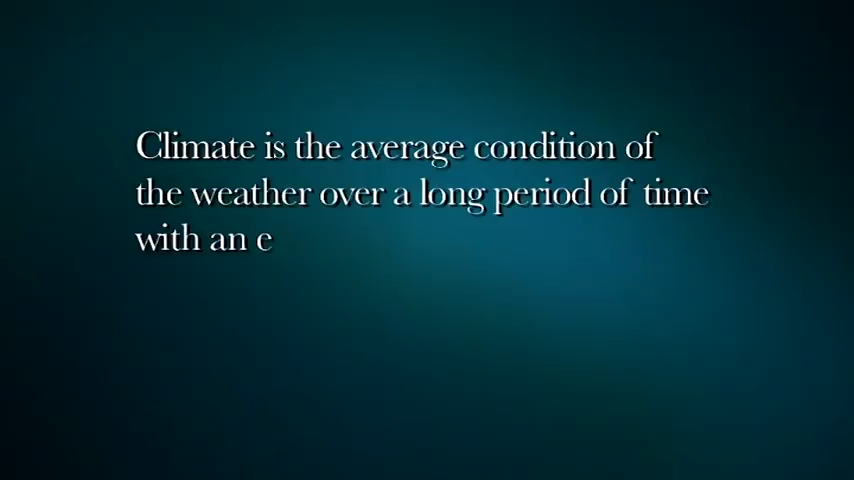 Climate is the average condition of
the weather over a long period of time
with an e